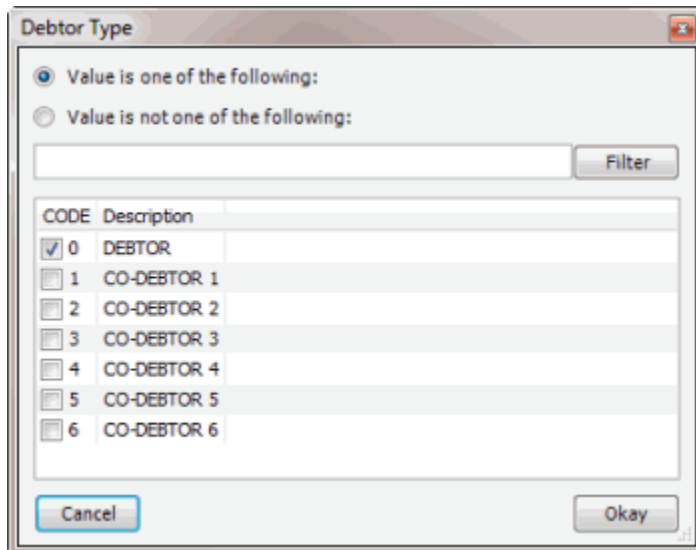 Debtor Type
Value is one of the following:
Value is not one of the following:
Filter
CODE Description
0 DEBTOR
1 CO-DEBTOR 1
2 CO-DEBTOR 2
3 CO-DEBTOR 3
4 CO-DEBTOR 4
5 CO-DEBTOR 5
6 CO-DEBTOR 6
Cancel Okay